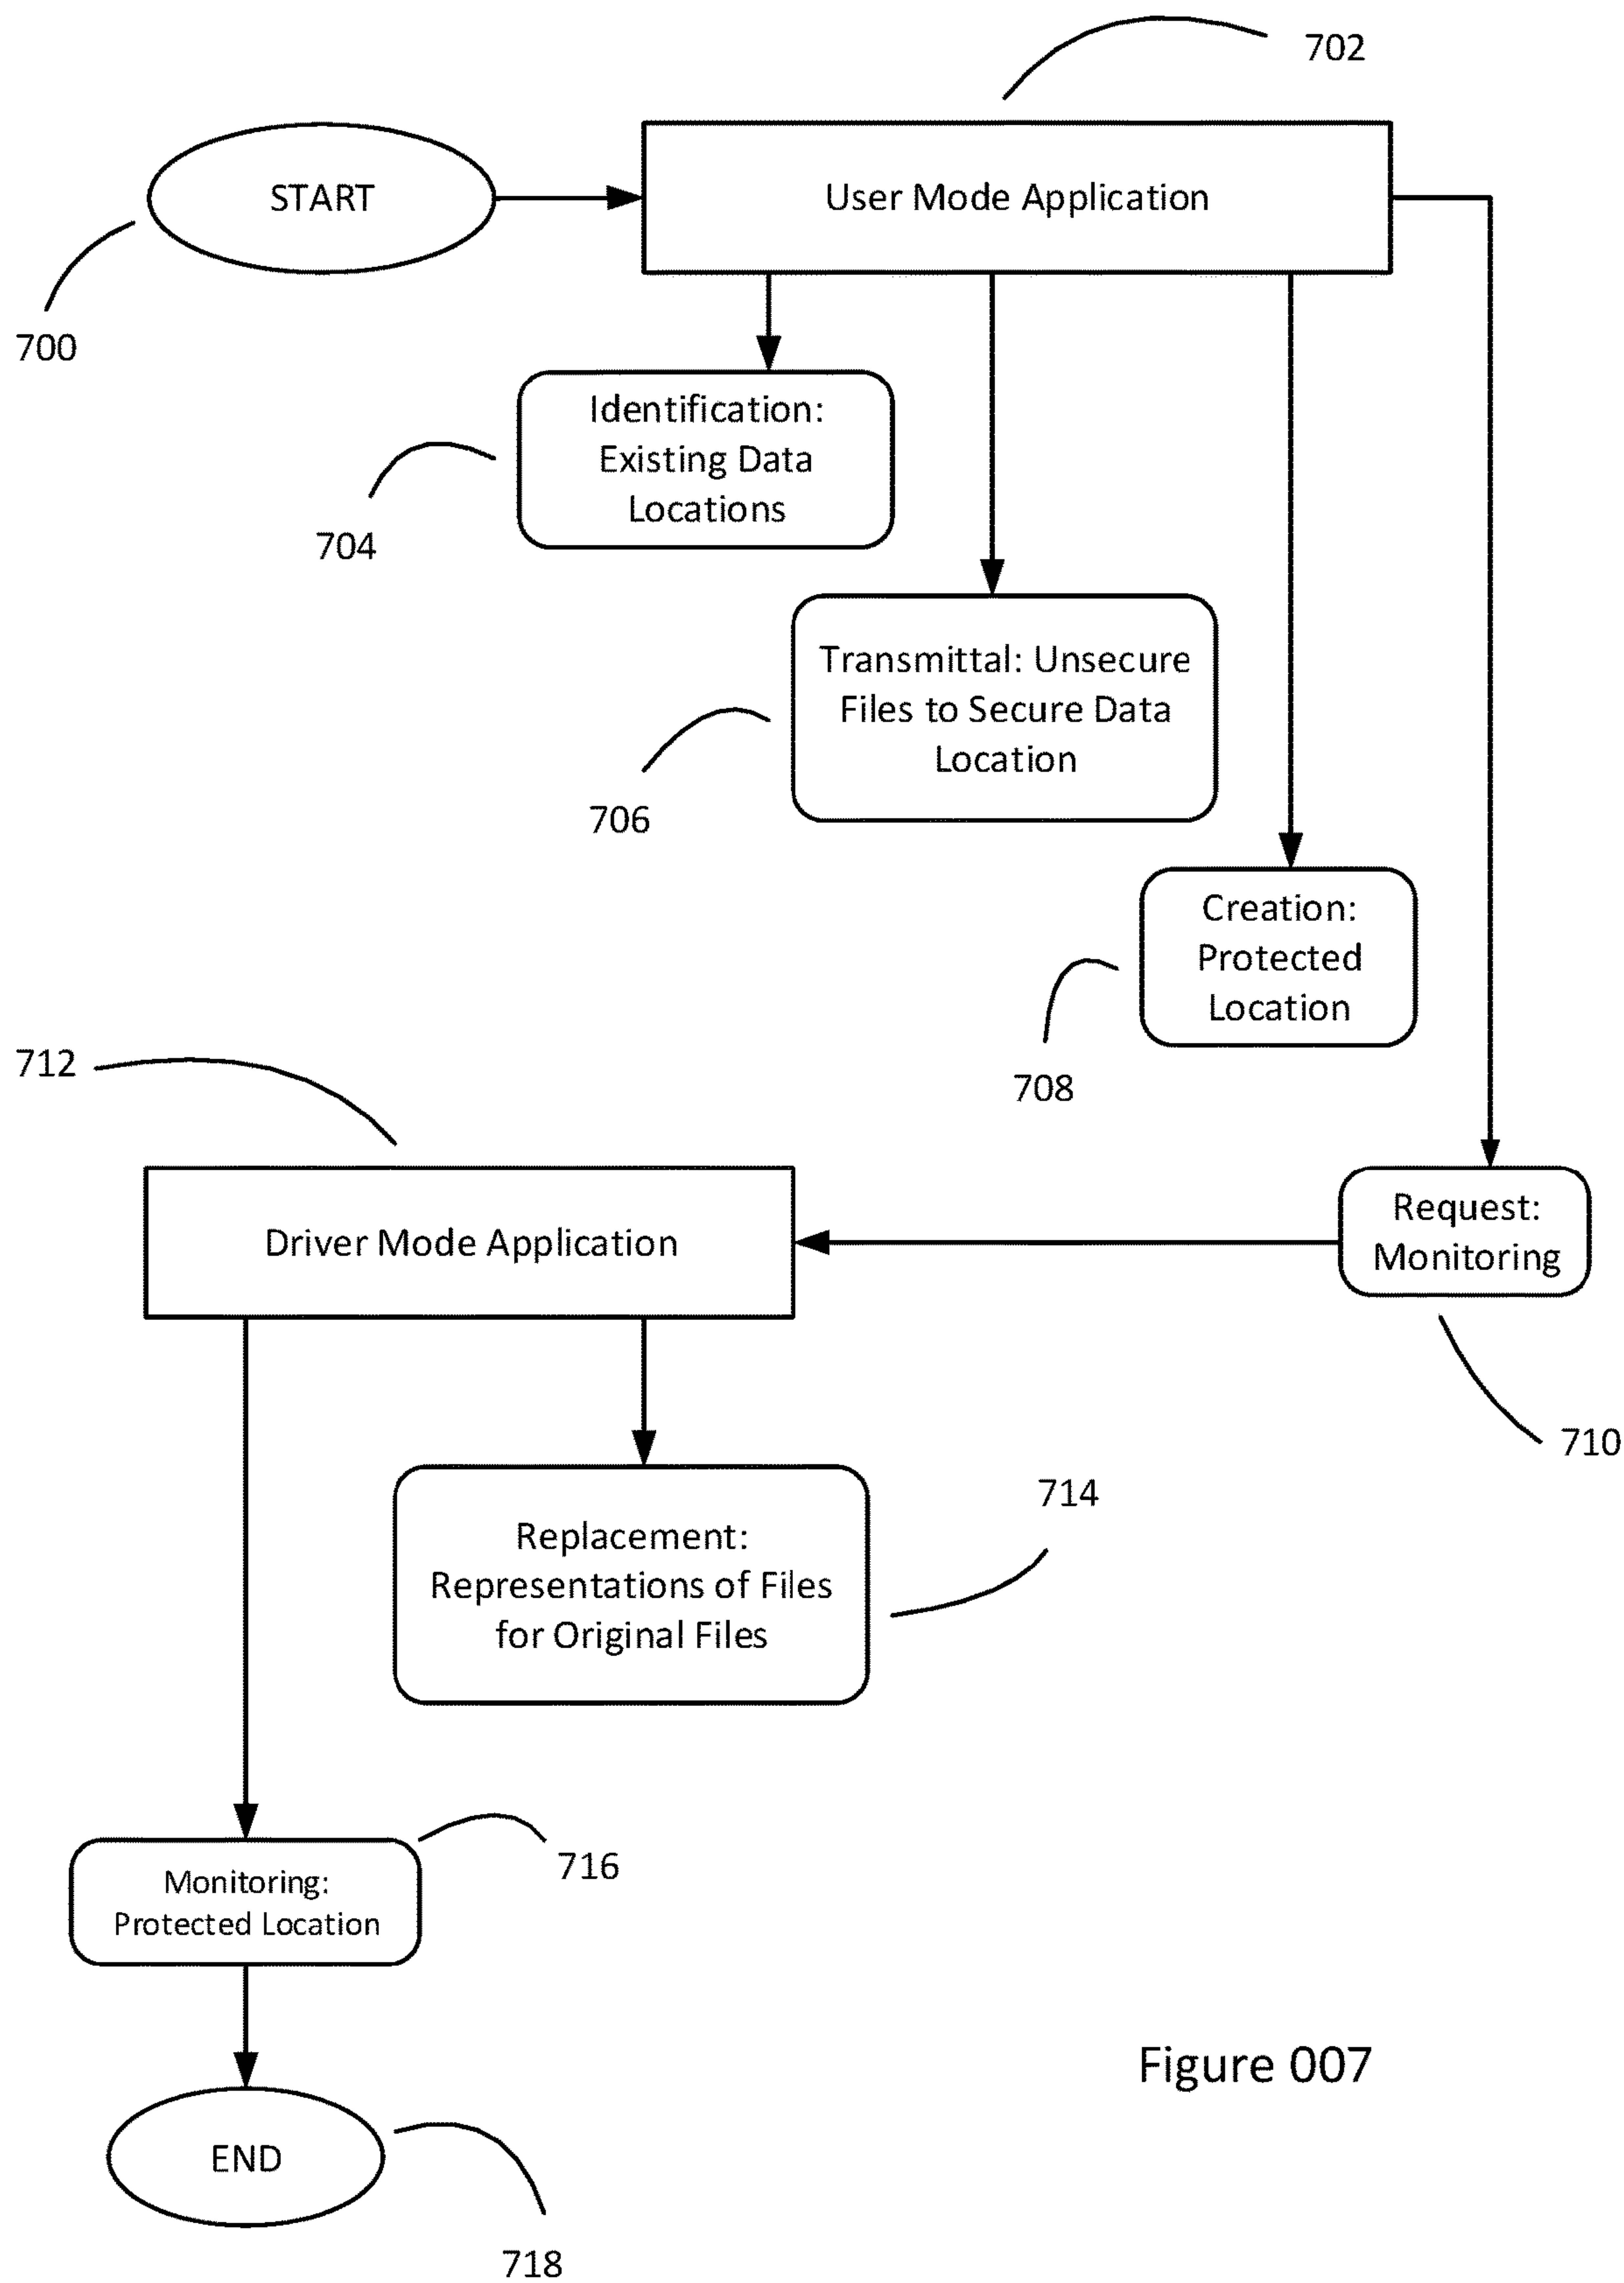 702
START
User Mode Application
700
Identification:
Existing Data
Locations
704
Transmittal: Unsecure
Files to Secure Data
Location
706
Creation:
Protected
Location
708
712
Driver Mode Application
Request:
Monitoring
710
714
Replacement:
Representations of Files
for Original Files
716
Monitoring:
Protected Location
Figure 007
END
718